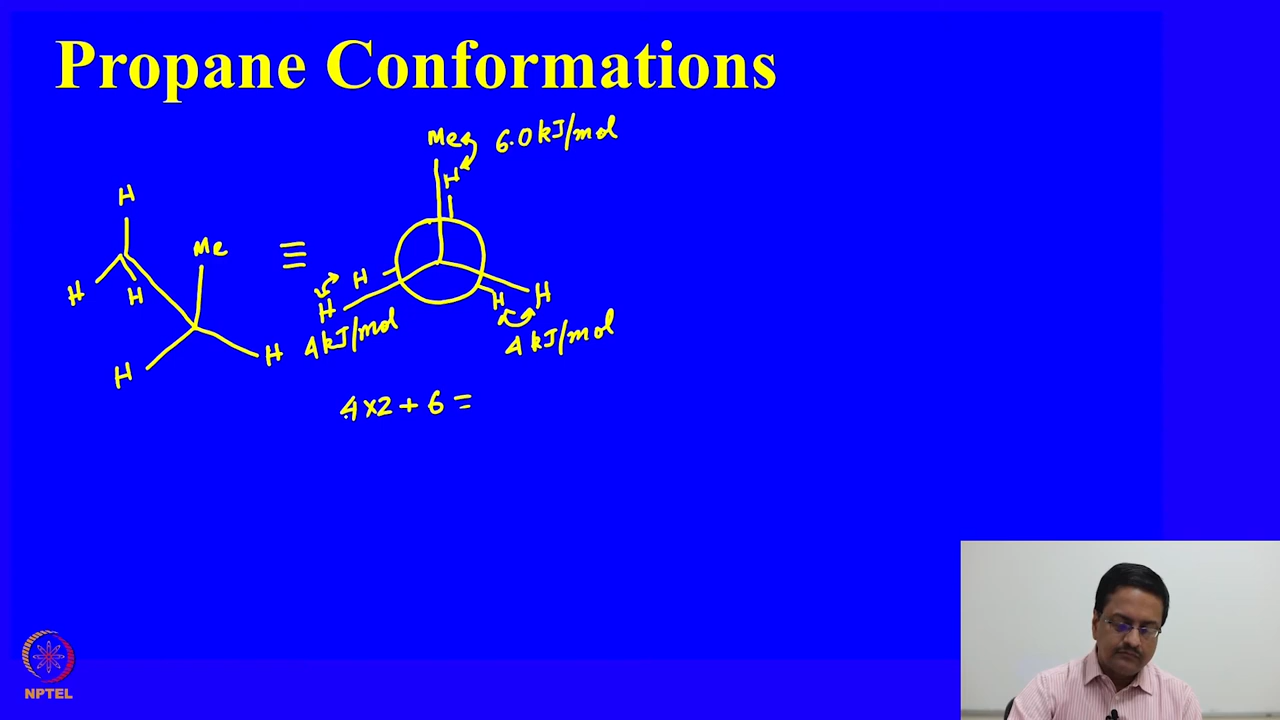 Propane Conformations
Me 6.0 kJ/mol
H
H
Me
≡
H
H
H
H
H
H
H
H
H
4 kJ/mol
4 kJ/mol
4×2 + 6 =
NPTEL